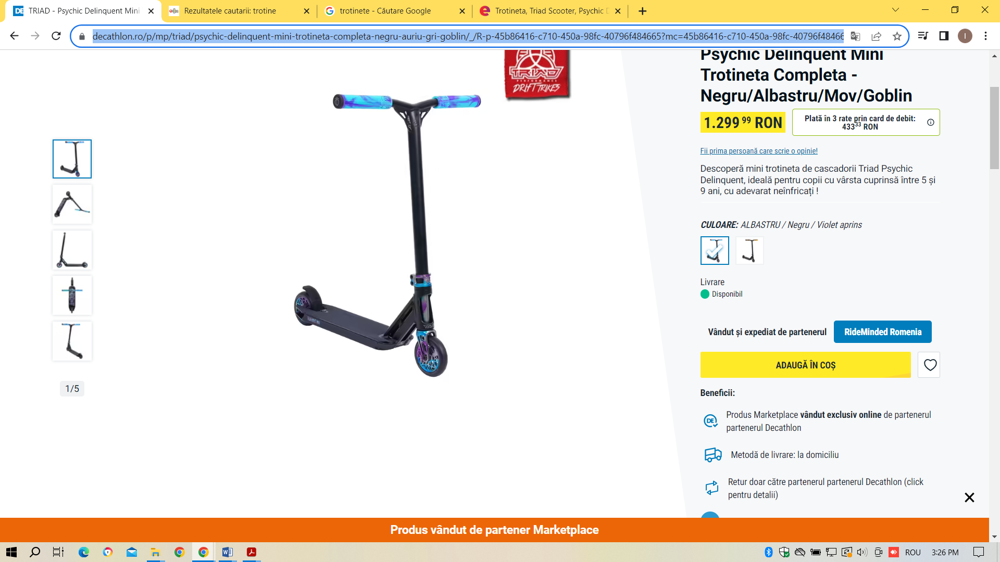 TRIAD - Psychic Delinquent Mini
Rezultatele cautarii: trotine
trotinete - Căutare Google
Trotineta, Triad Scooter, Psychic D
decathlon.ro/p/mp/triad/psychic-delinquent-mini-trotineta-completa-negru-auriu-gri-goblin/_/R-p-45b86416-c710-450a-98fc-40796f484665?mc=45b86416-c710-450a-98fc-40796f48466
I
TRIAD
PERFORMANCE
DRIFT TRIKES
Psychic Delinquent Mini
Trotineta Completa -
Negru/Albastru/Mov/Goblin
1.299 99 RON
Plată în 3 rate prin card de debit:
433 33 RON
Fii prima persoană care scrie o opinie!
Descoperă mini trotineta de cascadorii Triad Psychic
Delinquent, ideală pentru copii cu vârsta cuprinsă între 5 și
9 ani, cu adevarat neînfricați !
CULOARE: ALBASTRU / Negru / Violet aprins
Livrare
Disponibil
Vândut și expediat de partenerul
RideMinded Romenia
ADAUGĂ ÎN COȘ
1/5
Beneficii:
Produs Marketplace vândut exclusiv online de partenerul
partenerul Decathlon
Metodă de livrare: la domiciliu
Retur doar către partenerul partenerul Decathlon (click
pentru detalii)
Produs vândut de partener Marketplace
ROU
3:26 PM